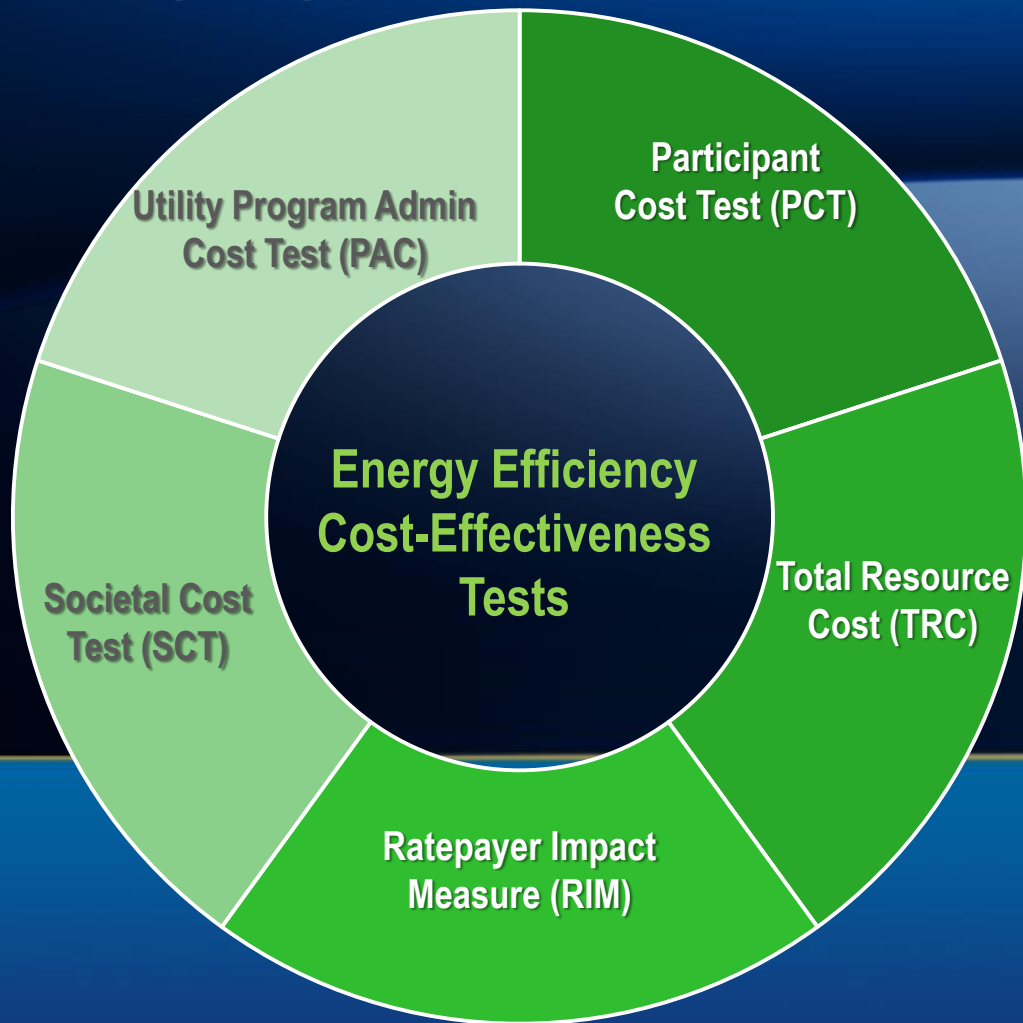 Energy Efficiency
Cost-Effectiveness
Tests
Participant
Cost Test (PCT)
Total Resource
Cost (TRC)
Ratepayer Impact
Measure (RIM)
Societal Cost
Test (SCT)
Utility Program Admin
Cost Test (PAC)